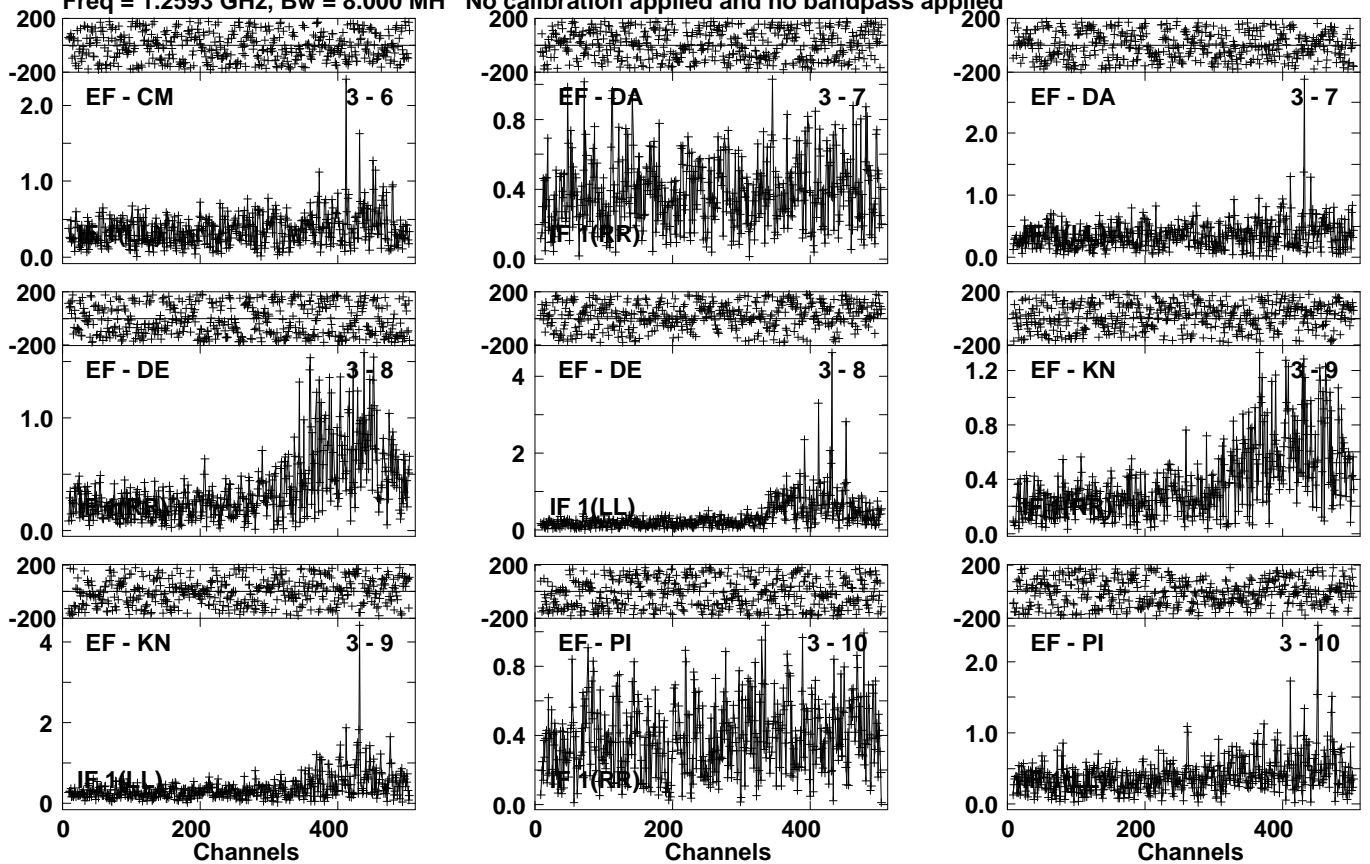 Freq = 1.2593 GHz, Bw = 8.000 MH   No calibration applied and no bandpass applied
200 200 200
-200 -200 -200
EF - CM 3 - 6 EF - DA 3 - 7 EF - DA 3 - 7
2.0 0.8 2.0
1.0 0.4 1.0
IF 1(RR)
0.0 0.0 0.0
200 200 200
-200 -200 -200
EF - DE 3 - 8 EF - DE 3 - 8 EF - KN 3 - 9
1.0 4 1.2
2 0.8
0.4
IF 1(LL)
0.0 0 0.0
200 200 200
-200 -200 -200
EF - KN 3 - 9 EF - PI 3 - 10 EF - PI 3 - 10
4 0.8 2.0
2 0.4 1.0
IF 1(LL) IF 1(RR)
0 0.0 0.0
0 200 400 0 200 400 0 200 400
Channels Channels Channels